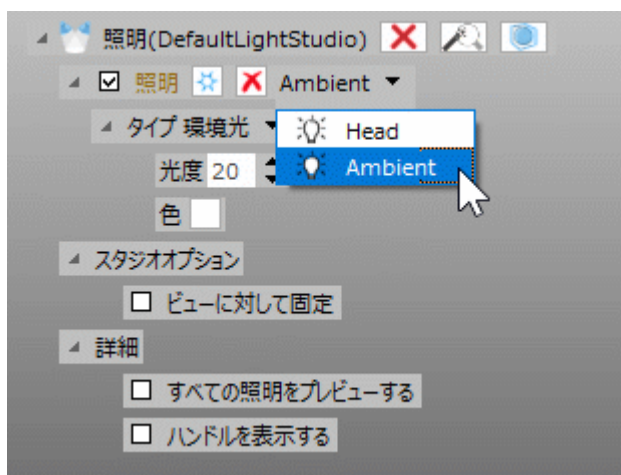 照明(DefaultLightStudio)
照明 Ambient
タイプ 環境光
Head
光度 20
Ambient
色
スタジオオプション
ビューに対して固定
詳細
すべての照明をプレビューする
ハンドルを表示する